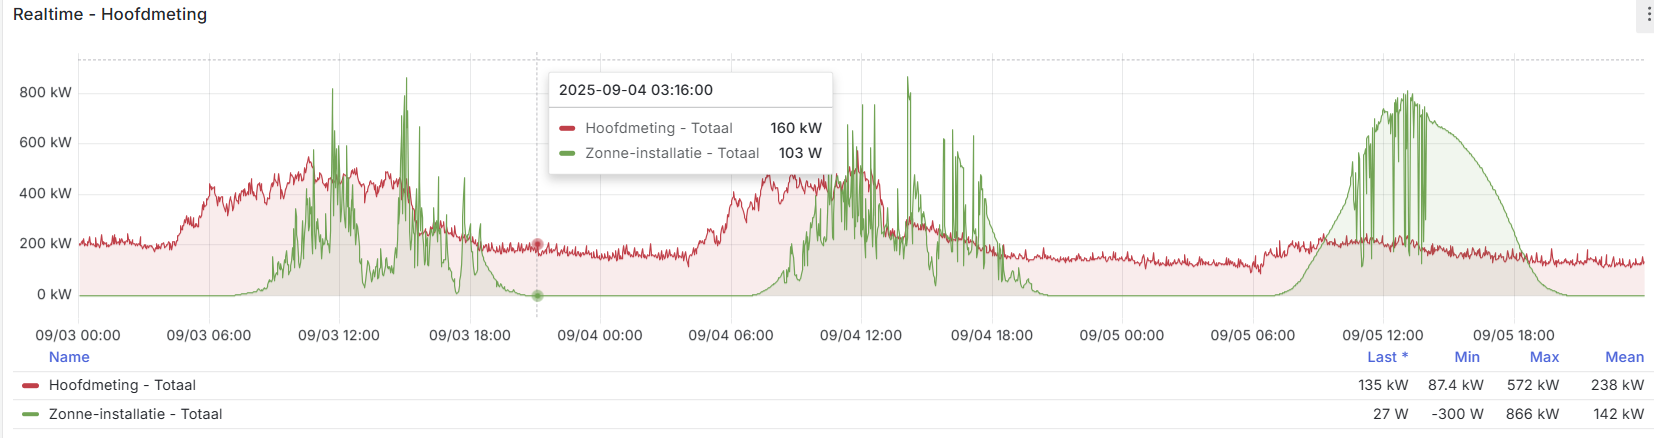 Realtime - Hoofdmeting
800 kW
600 kW
400 kW
200 kW
0 kW
2025-09-04 03:16:00
Hoofdmeting - Totaal 160 kW
Zonne-installatie - Totaal 103 W
09/03 00:00 09/03 06:00 09/03 12:00 09/03 18:00 09/04 00:00 09/04 06:00 09/04 12:00 09/04 18:00 09/05 00:00 09/05 06:00 09/05 12:00 09/05 18:00
Name Last * Min Max Mean
Hoofdmeting - Totaal 135 kW 87.4 kW 572 kW 238 kW
Zonne-installatie - Totaal 27 W -300 W 866 kW 142 kW